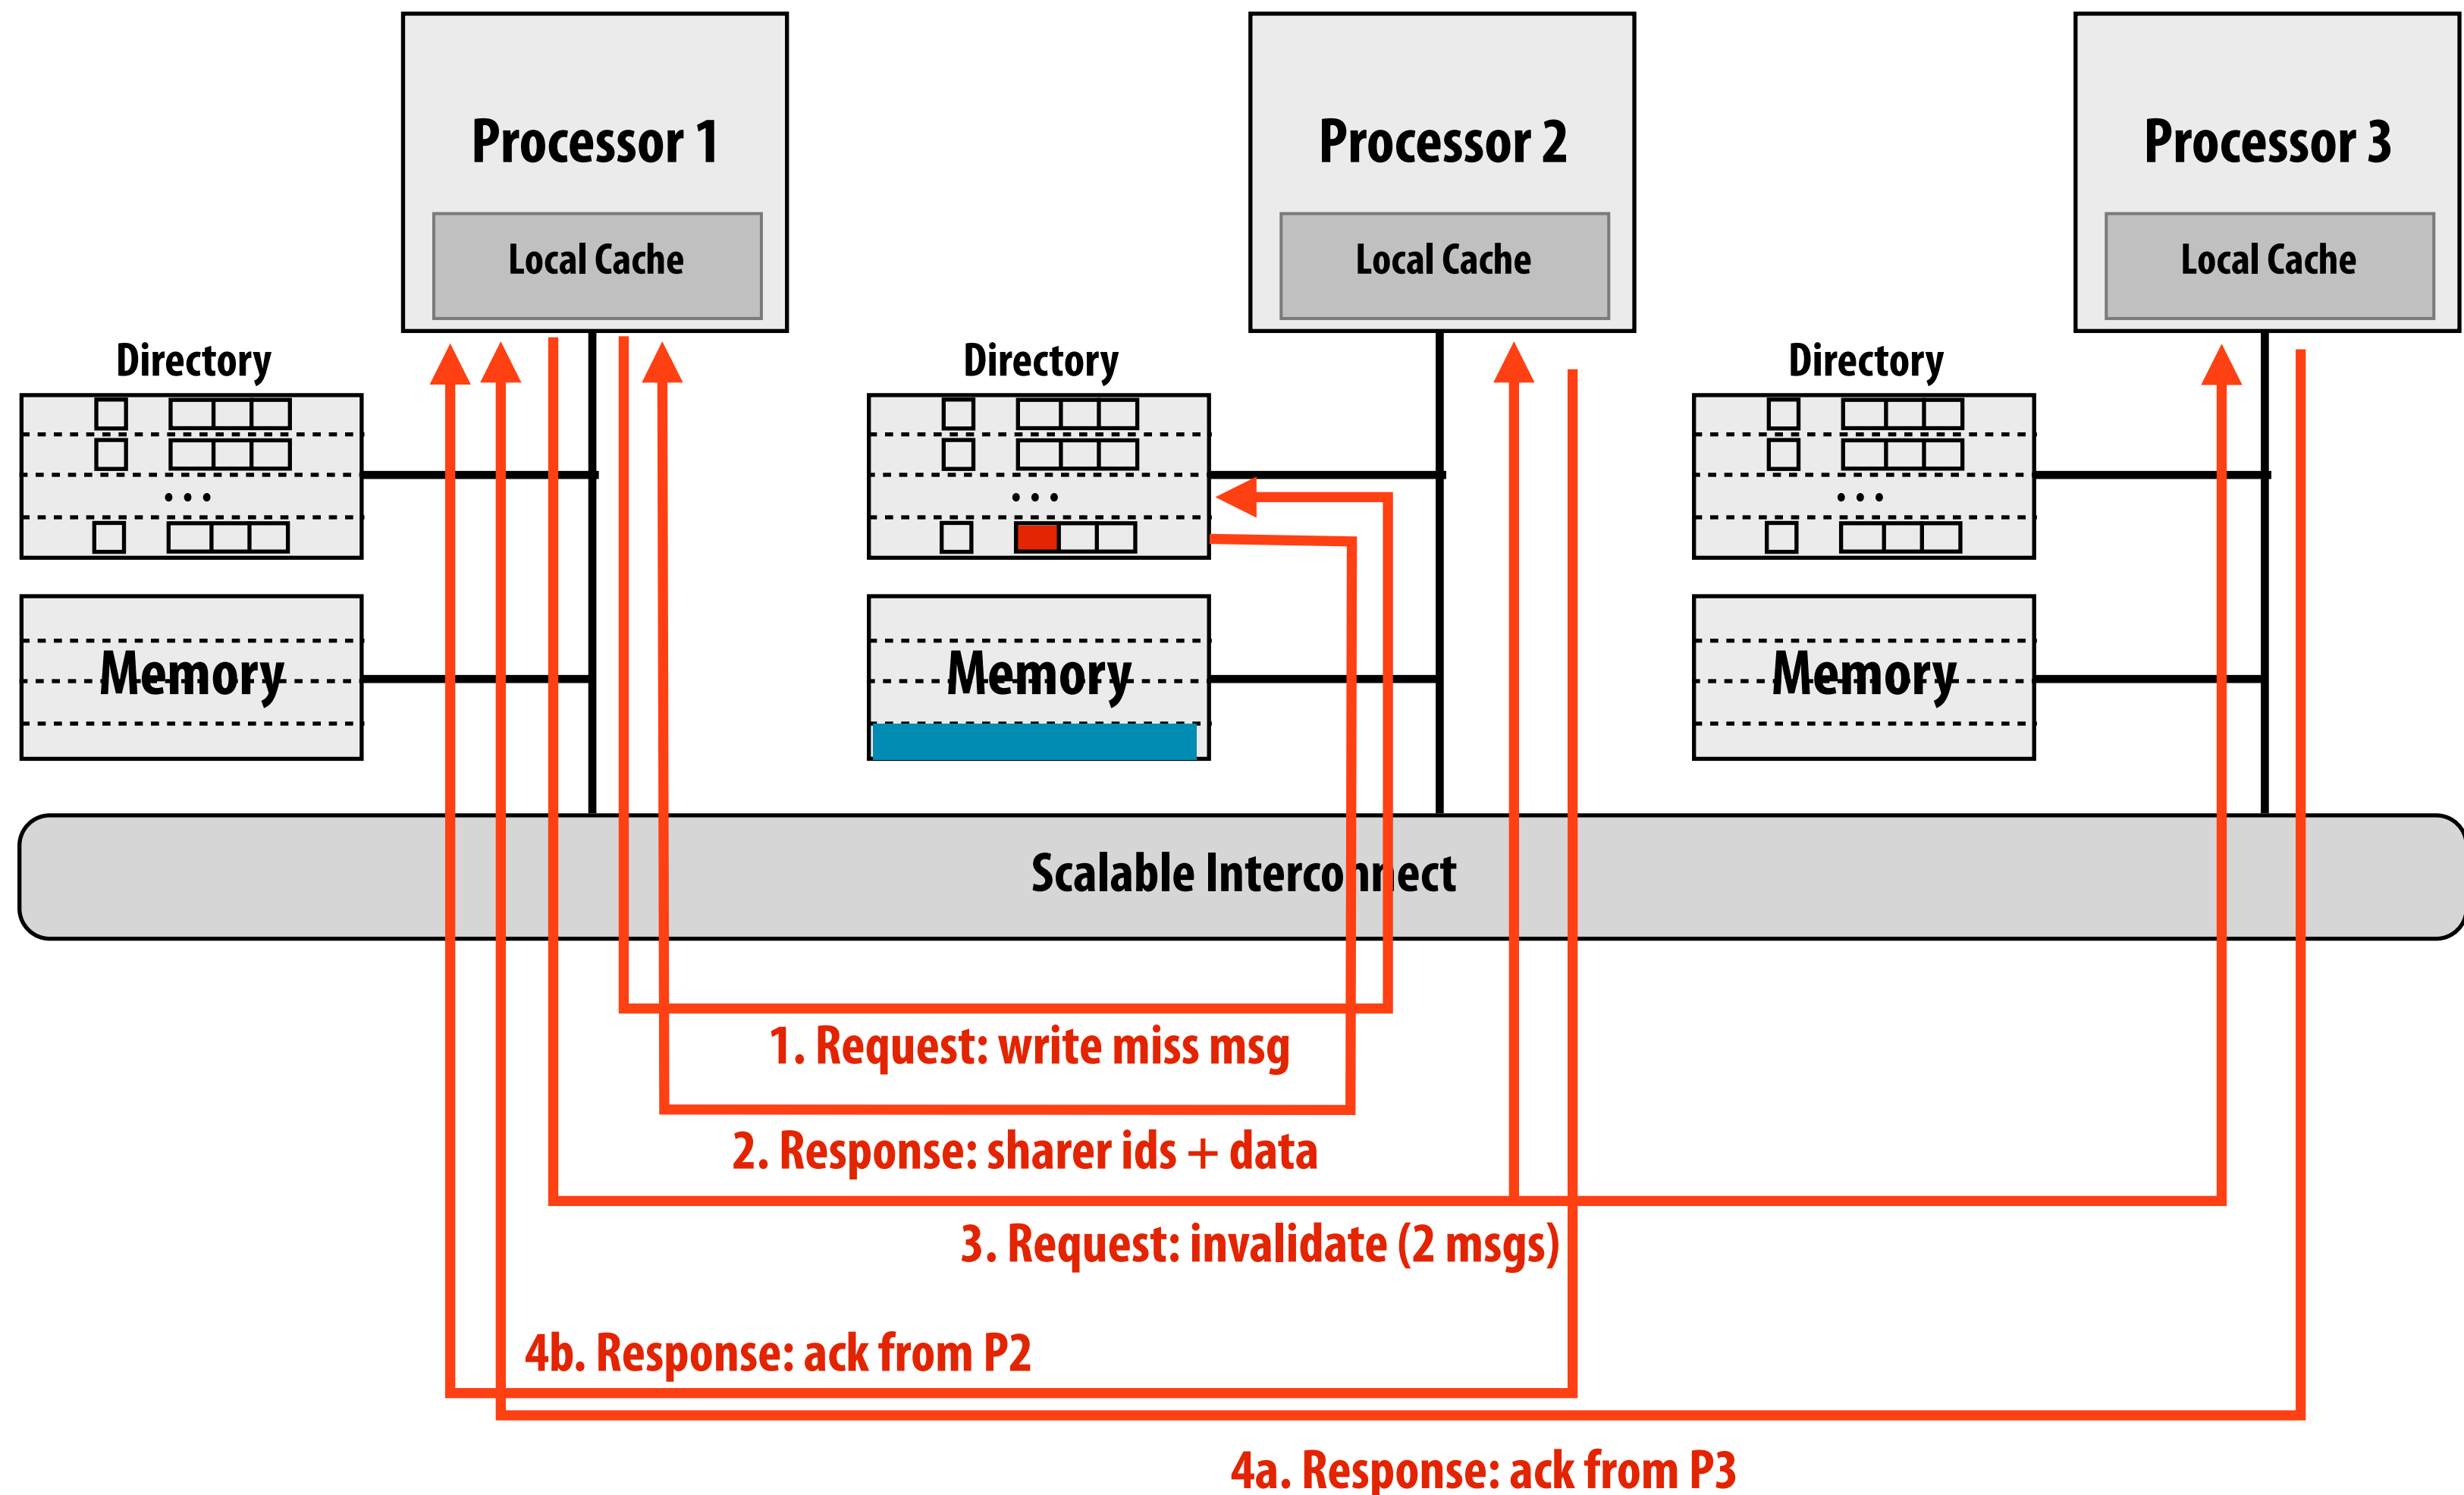 Processor 1
Processor 2
Processor 3
Local Cache
Local Cache
Local Cache
Directory
Directory
Directory
• • •
• • •
• • •
Memory
Memory
Memory
Scalable Interconnect
1. Request: write miss msg
2. Response: sharer ids + data
3. Request: invalidate (2 msgs)
4b. Response: ack from P2
4a. Response: ack from P3